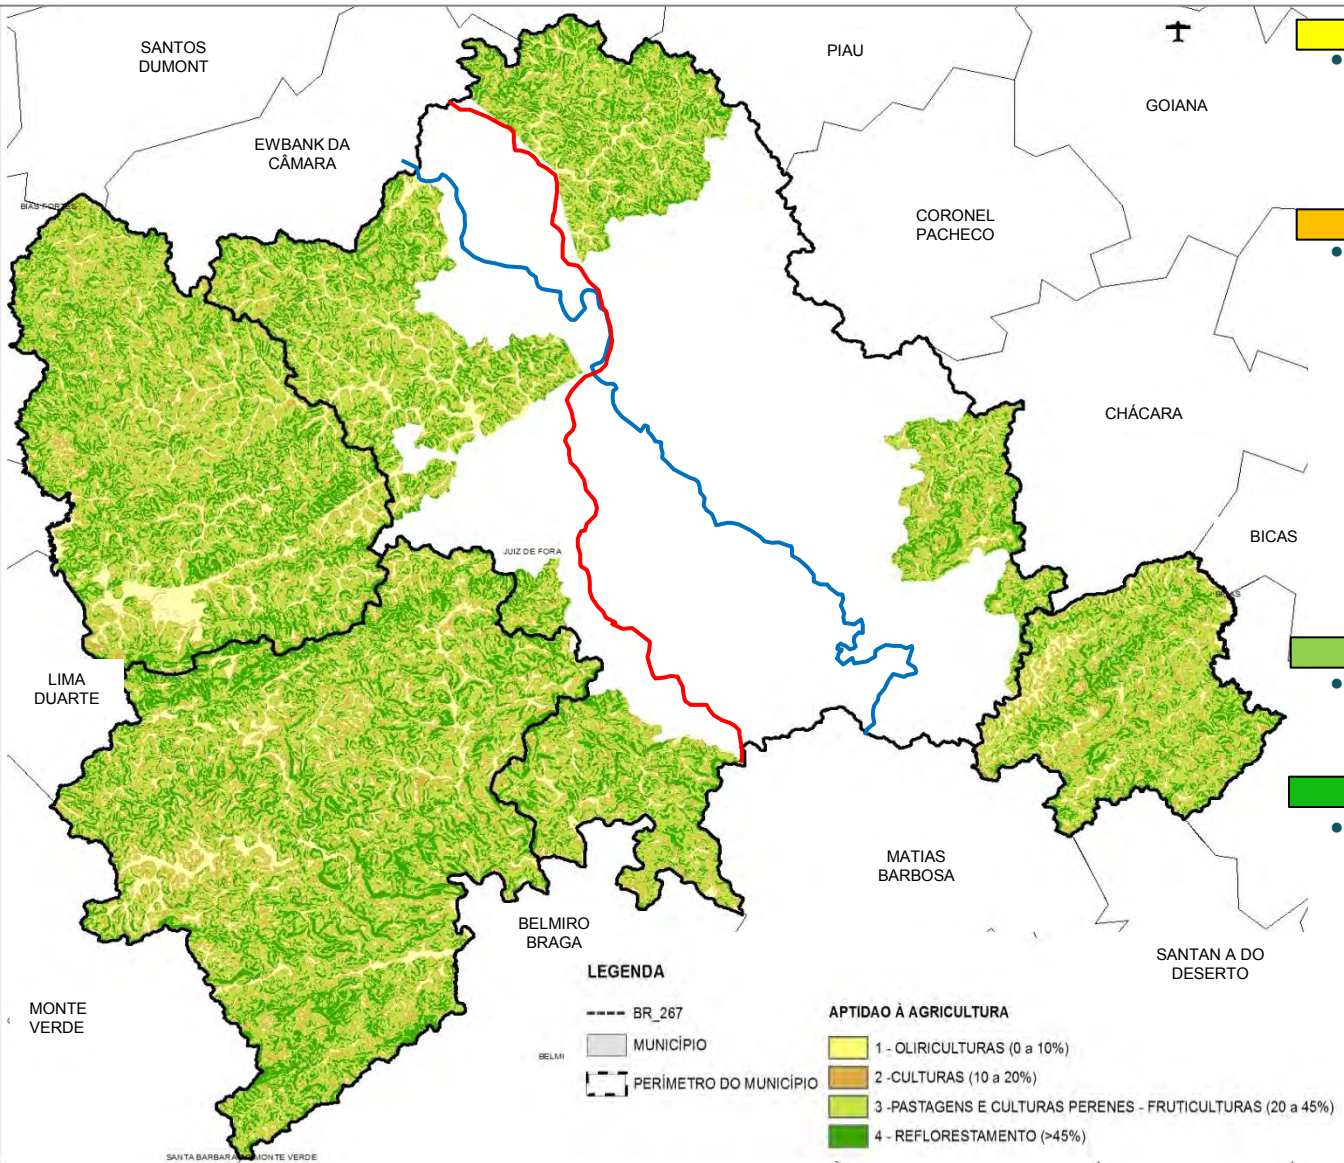 SANTOS
DUMONT
PIAU
GOIANA
EWBANK DA
CÂMARA
BIAS FORTES
CORONEL
PACHECO
CHÁCARA
BICAS
JUIZ DE FORA
BICAS
LIMA
DUARTE
MATIAS
BARBOSA
BELMIRO
BRAGA
SANTAN A DO
DESERTO
MONTE
VERDE
BELMI
SANTA BARBARA DO MONTE VERDE
LEGENDA
BR_267
MUNICÍPIO
PERÍMETRO DO MUNICÍPIO
APTIDAO À AGRICULTURA
1 - OLIRICULTURAS (0 a 10%)
2 -CULTURAS (10 a 20%)
3 -PASTAGENS E CULTURAS PERENES - FRUTICULTURAS (20 a 45%)
4 - REFLORESTAMENTO (>45%)